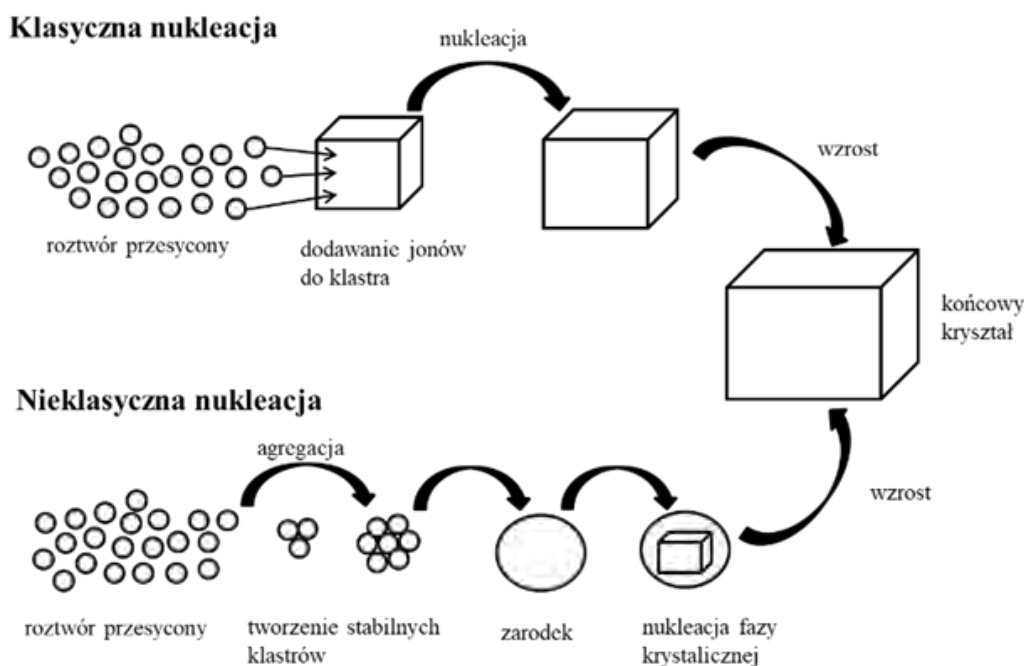 Klasyczna nukleacja
nukleacja
wzrost
roztwór przesycony
dodawanie jonów
do klastra
końcowy
kryształ
Nieklasyczna nukleacja
agregacja
wzrost
roztwór przesycony
tworzenie stabilnych
klastrów
zarodek
nukleacja fazy
krystalicznej